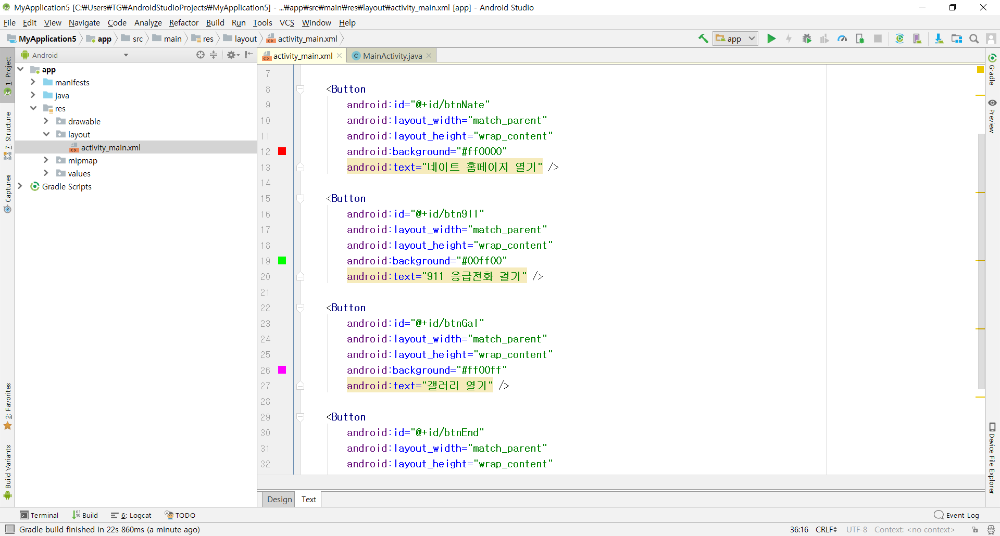 MyApplication5 [C:₩Users₩TG₩AndroidStudioProjects₩MyApplication5] - ...₩app₩src₩main₩res₩layout₩activity_main.xml [app] - Android Studio
File Edit View Navigate Code Analyze Refactor Build Run Tools VCS Window Help
MyApplication5 app src main res layout activity_main.xml app
Android
activity_main.xml MainActivity.java
1: Project
7: Structure
Captures
2: Favorites
Build Variants
app
manifests
java
res
drawable
layout
activity_main.xml
mipmap
values
Gradle Scripts
7
8 <Button
9 android:id="@+id/btnNate"
10 android:layout_width="match_parent"
11 android:layout_height="wrap_content"
12 android:background="#ff0000"
13 android:text="네이트 홈페이지 열기" />
14
15 <Button
16 android:id="@+id/btn911"
17 android:layout_width="match_parent"
18 android:layout_height="wrap_content"
19 android:background="#00ff00"
20 android:text="911 응급전화 걸기" />
21
22 <Button
23 android:id="@+id/btnGal"
24 android:layout_width="match_parent"
25 android:layout_height="wrap_content"
26 android:background="#ff00ff"
27 android:text="갤러리 열기" />
28
29 <Button
30 android:id="@+id/btnEnd"
31 android:layout_width="match_parent"
32 android:layout_height="wrap_content"
Gradle
Preview
Device File Explorer
Design Text
Terminal Build 6: Logcat TODO Event Log
Gradle build finished in 22s 860ms (a minute ago) 36:16 CRLF UTF-8 Context: <no context>